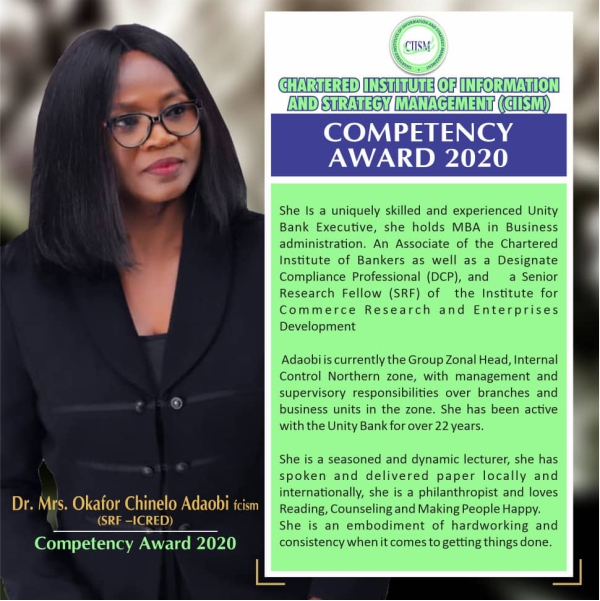 CIISM
CHARTERED INSTITUTE OF INFORMATION
AND STRATEGY MANAGEMENT (CIISM)
COMPETENCY
AWARD 2020
She Is a uniquely skilled and experienced Unity
Bank Executive, she holds MBA in Business
administration. An Associate of the Chartered
Institute of Bankers as well as a Designate
Compliance Professional (DCP), and a Senior
Research Fellow (SRF) of the Institute for
Commerce Research and Enterprises
Development
Adaobi is currently the Group Zonal Head, Internal
Control Northern zone, with management and
supervisory responsibilities over branches and
business units in the zone. She has been active
with the Unity Bank for over 22 years.
She is a seasoned and dynamic lecturer, she has
spoken and delivered paper locally and
internationally, she is a philanthropist and loves
Reading, Counseling and Making People Happy.
She is an embodiment of hardworking and
consistency when it comes to getting things done.
Dr. Mrs. Okafor Chinelo Adaobi fcism
(SRF –ICRED)
Competency Award 2020